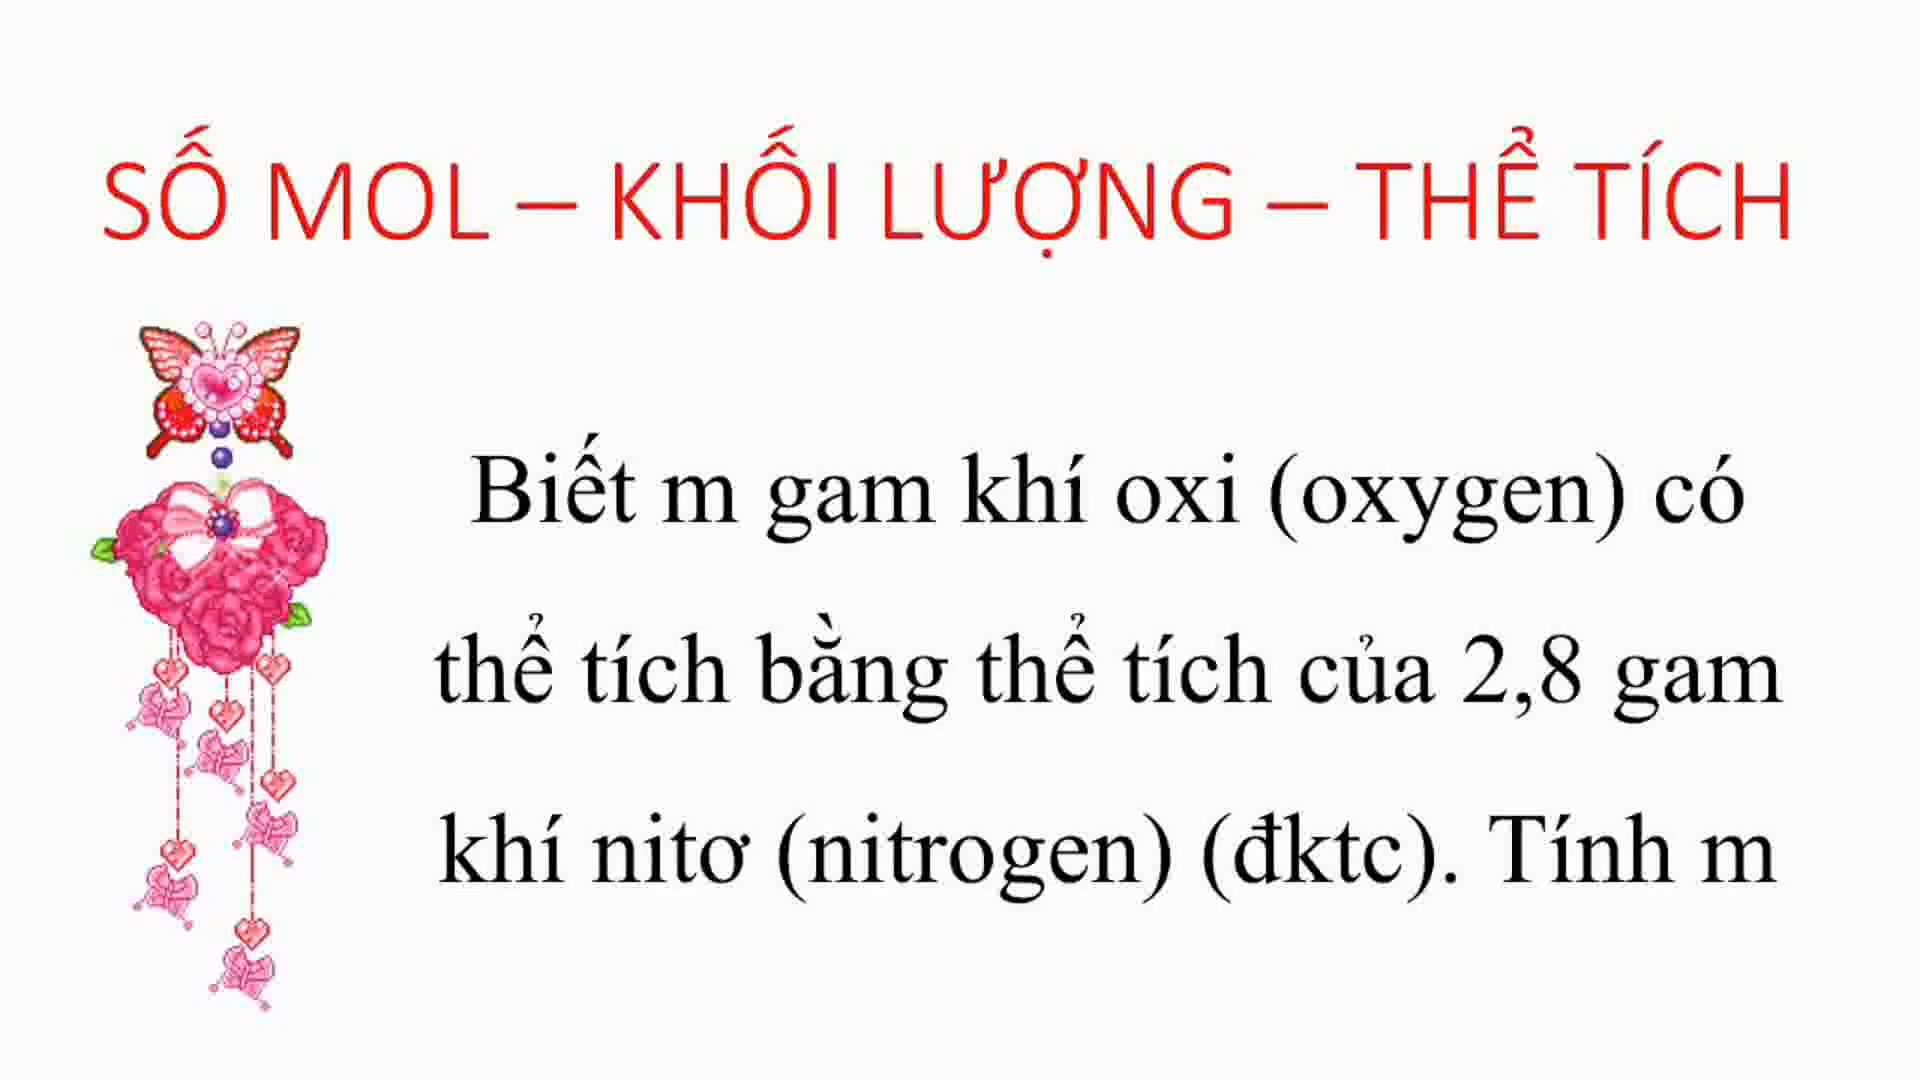 SỐ MOL – KHỐI LƯỢNG – THỂ TÍCH
Biết m gam khí oxi (oxygen) có
thể tích bằng thể tích của 2,8 gam
khí nitơ (nitrogen) (đktc). Tính m